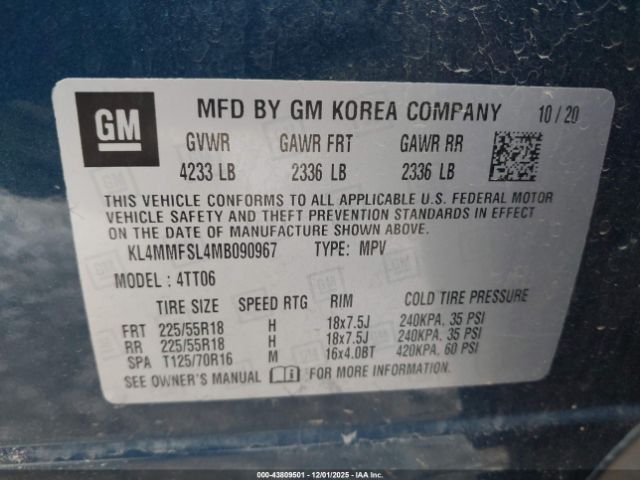 GM MFD BY GM KOREA COMPANY 10/20
GVWR GAWR FRT GAWR RR
4233 LB 2336 LB 2336 LB
THIS VEHICLE CONFORMS TO ALL APPLICABLE U.S. FEDERAL MOTOR
VEHICLE SAFETY AND THEFT PREVENTION STANDARDS IN EFFECT
ON THE DATE OF MANUFACTURE SHOWN ABOVE.
KL4MMFSL4MB090967 TYPE: MPV
MODEL: 4TT06
TIRE SIZE SPEED RTG RIM COLD TIRE PRESSURE
FRT 225/55R18 H 18x7.5J 240KPA, 35 PSI
RR 225/55R18 H 18x7.5J 240KPA, 35 PSI
SPA T125/70R16 M 16x4.0BT 420KPA, 60 PSI
SEE OWNER'S MANUAL FOR MORE INFORMATION.
000-43809501 - 12/01/2025 - IAAI.COM